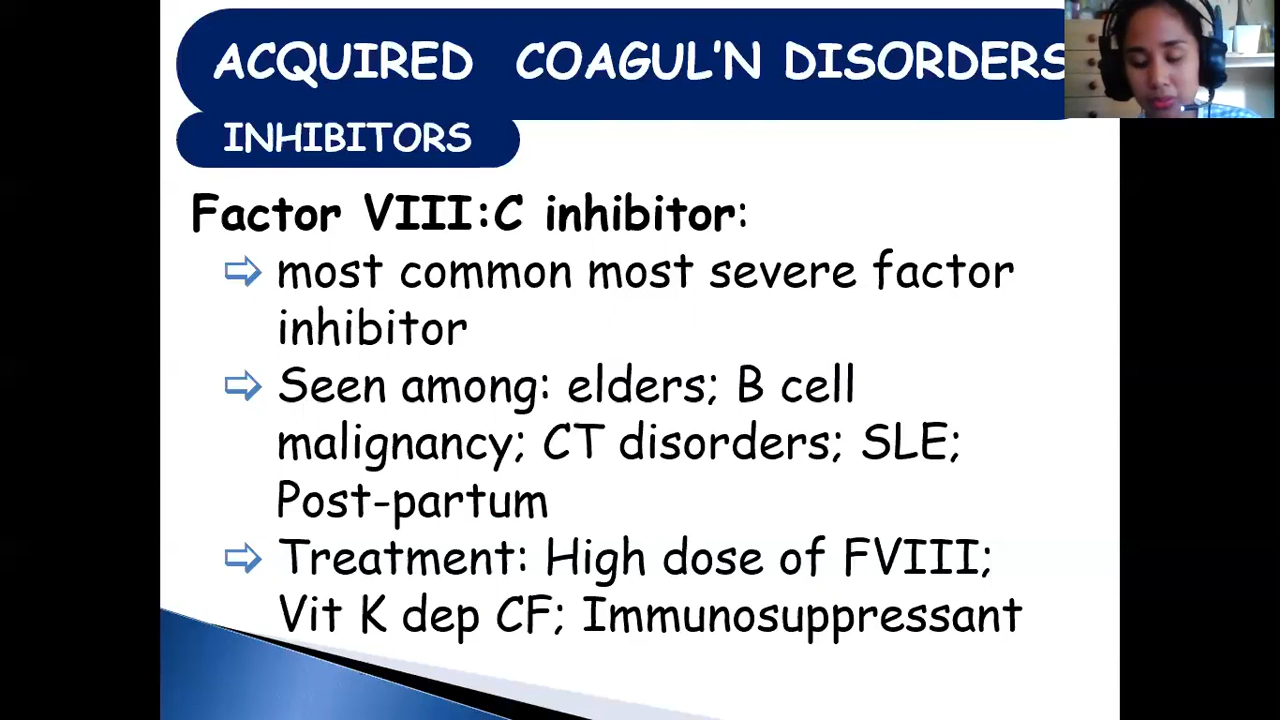 ACQUIRED COAGUL'N DISORDERS
INHIBITORS
Factor VIII:C inhibitor:
most common most severe factor
inhibitor
Seen among: elders; B cell
malignancy; CT disorders; SLE;
Post-partum
Treatment: High dose of FVIII;
Vit K dep CF; Immunosuppressant